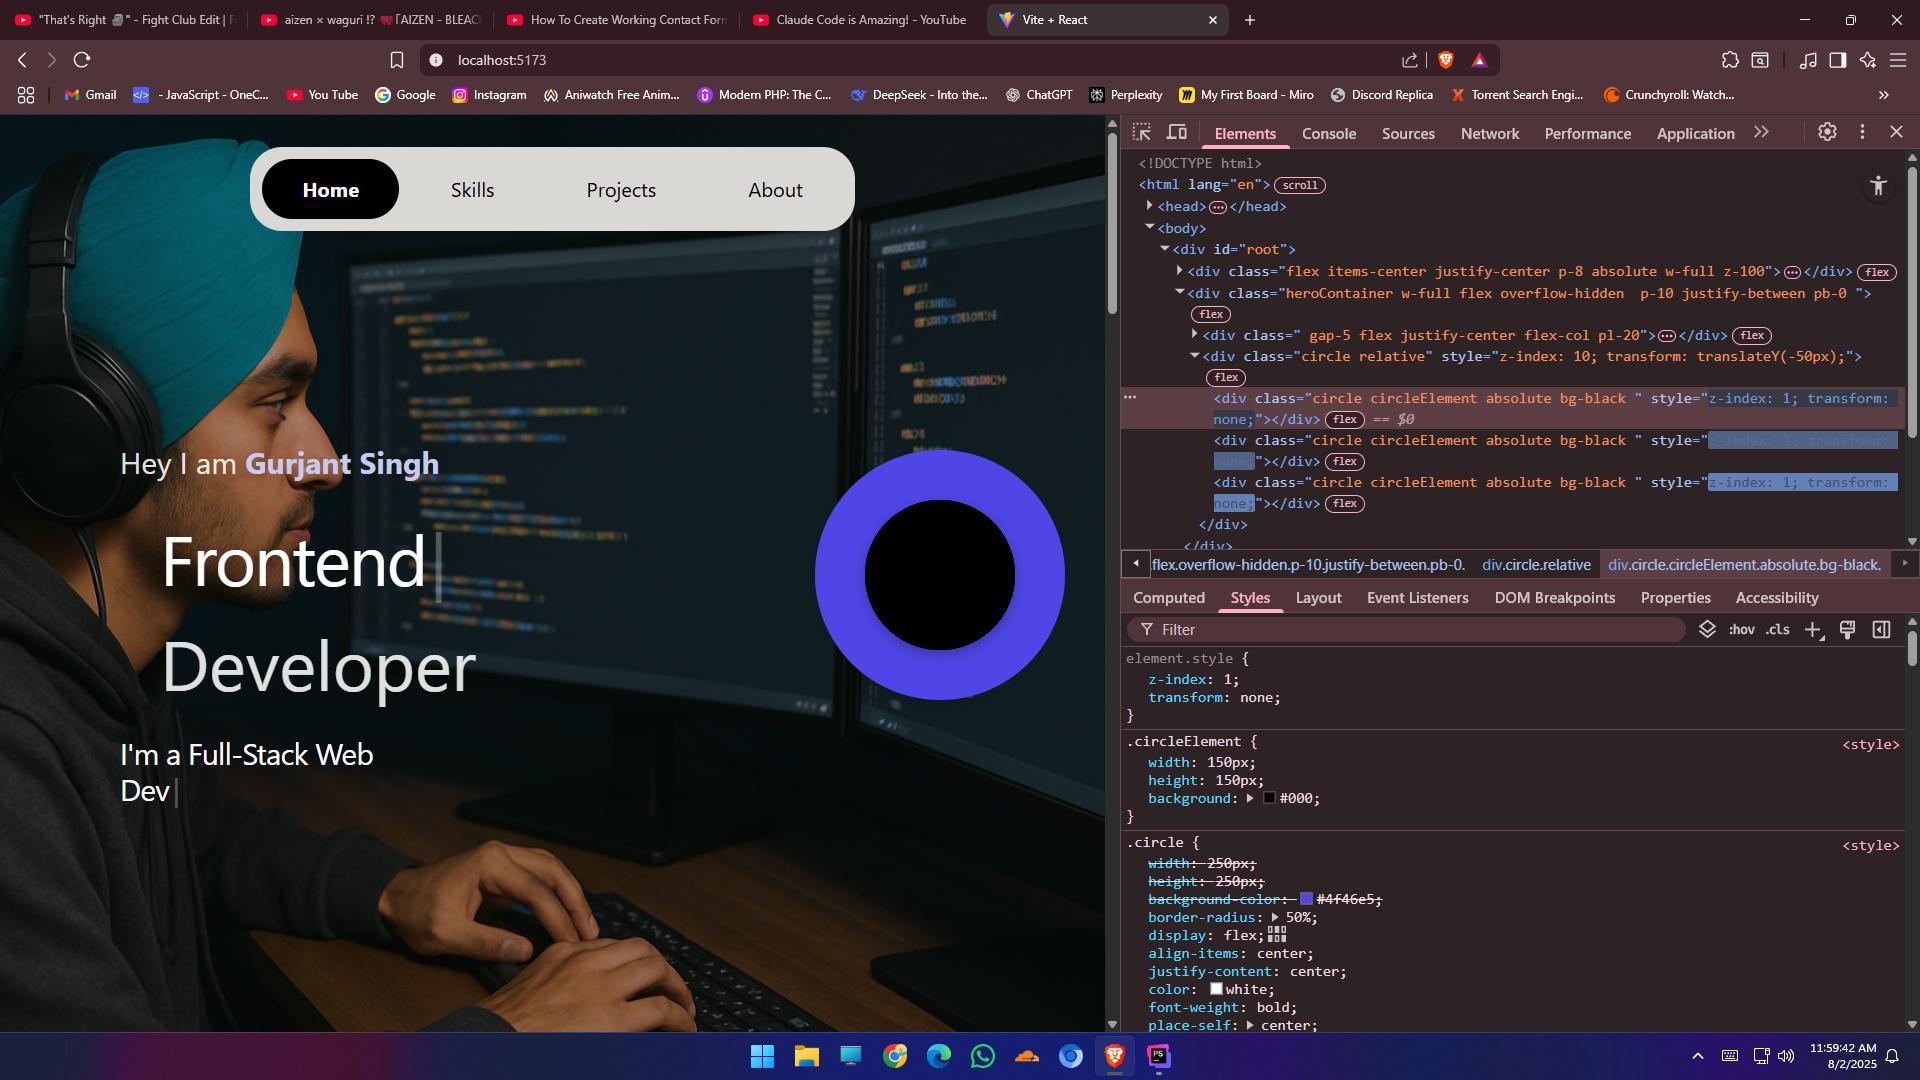 "That's Right 🗿" - Fight Club Edit | F
aizen × waguri !? 🎀「AIZEN - BLEACH
How To Create Working Contact Form
Claude Code is Amazing! - YouTube
Vite + React
localhost:5173
Gmail
- JavaScript - OneC...
You Tube
Google
Instagram
Aniwatch Free Anim...
Modern PHP: The C...
DeepSeek - Into the...
ChatGPT
Perplexity
My First Board - Miro
Discord Replica
Torrent Search Engi...
Crunchyroll: Watch...
Home
Skills
Projects
About
Hey I am Gurjant Singh
Frontend
Developer
I'm a Full-Stack Web
Dev
Elements
Console
Sources
Network
Performance
Application
<!DOCTYPE html>
<html lang="en"> scroll
<head> ⋯ </head>
<body>
<div id="root">
<div class="flex items-center justify-center p-8 absolute w-full z-100"> ⋯ </div> flex
<div class="heroContainer w-full flex overflow-hidden  p-10 justify-between pb-0 ">
flex
<div class=" gap-5 flex justify-center flex-col pl-20"> ⋯ </div> flex
<div class="circle relative" style="z-index: 10; transform: translateY(-50px);">
flex
<div class="circle circleElement absolute bg-black " style="z-index: 1; transform:
none;"></div> flex == $0
<div class="circle circleElement absolute bg-black " style="z-index: 1; transform:
none;"></div> flex
<div class="circle circleElement absolute bg-black " style="z-index: 1; transform:
none;"></div> flex
</div>
</div>
.flex.overflow-hidden.p-10.justify-between.pb-0.
div.circle.relative
div.circle.circleElement.absolute.bg-black.
Computed
Styles
Layout
Event Listeners
DOM Breakpoints
Properties
Accessibility
Filter
:hov
.cls
element.style {
z-index: 1;
transform: none;
}
.circleElement { <style>
width: 150px;
height: 150px;
background: #000;
}
.circle { <style>
width: 250px;
height: 250px;
background-color: #4f46e5;
border-radius: 50%;
display: flex;
align-items: center;
justify-content: center;
color: white;
font-weight: bold;
place-self: center;
PS
11:59:42 AM
8/2/2025